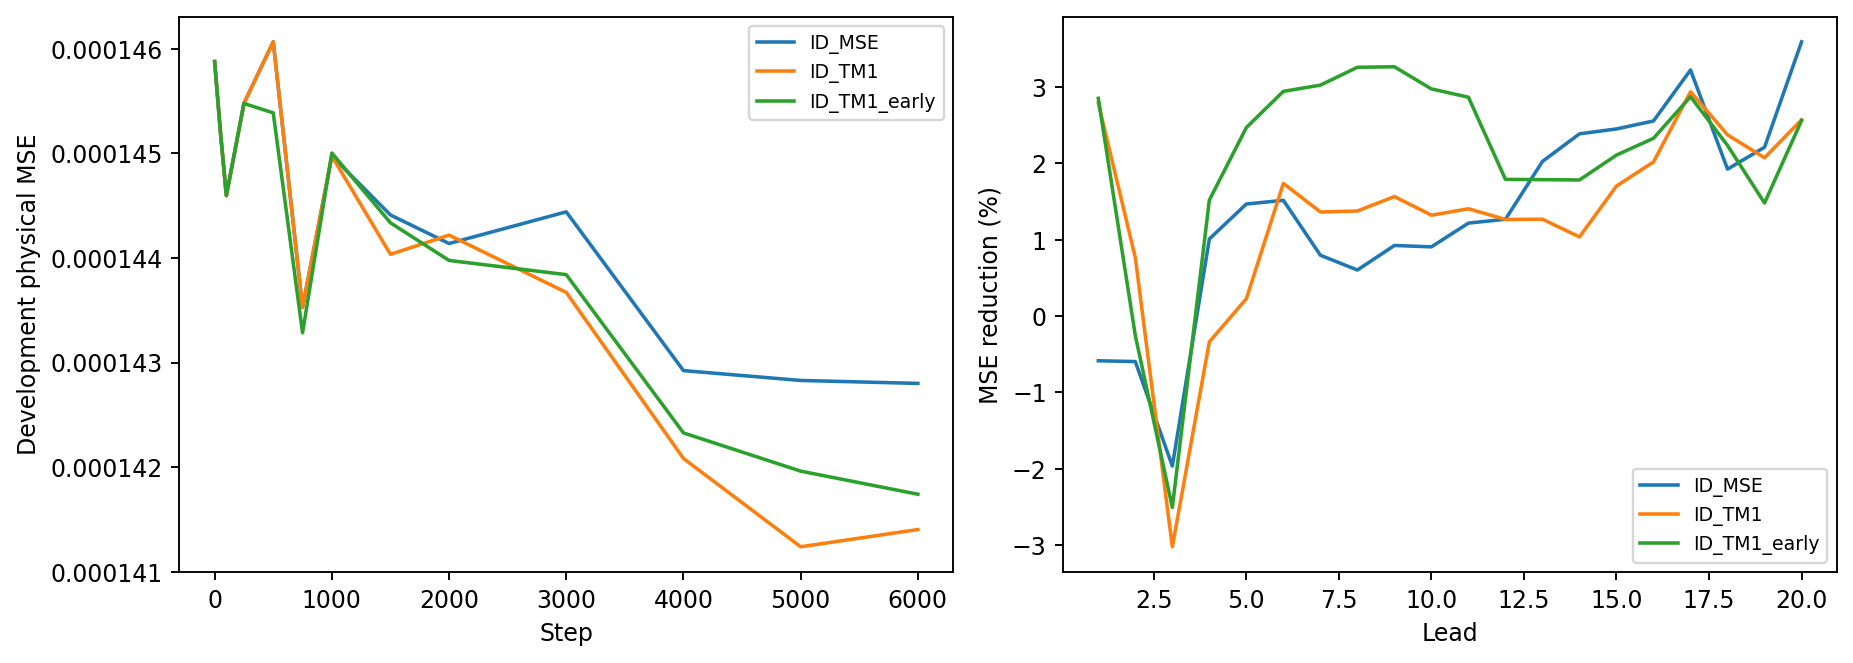 Development physical MSE
0.000146
0.000145
0.000144
0.000143
0.000142
0.000141
0 1000 2000 3000 4000 5000 6000
Step
ID_MSE
ID_TM1
ID_TM1_early
MSE reduction (%)
3
2
1
0
−1
−2
−3
2.5 5.0 7.5 10.0 12.5 15.0 17.5 20.0
Lead
ID_MSE
ID_TM1
ID_TM1_early